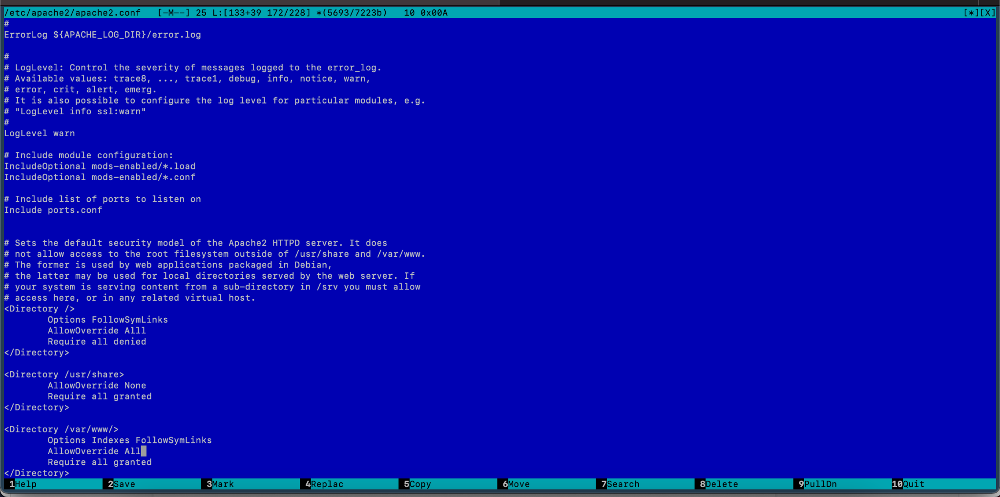 /etc/apache2/apache2.conf   [-M--] 25 L:[133+39 172/228] *(5693/7223b)   10 0x00A   [*][X]
#
ErrorLog ${APACHE_LOG_DIR}/error.log

#
# LogLevel: Control the severity of messages logged to the error_log.
# Available values: trace8, ..., trace1, debug, info, notice, warn,
# error, crit, alert, emerg.
# It is also possible to configure the log level for particular modules, e.g.
# "LogLevel info ssl:warn"
#
LogLevel warn

# Include module configuration:
IncludeOptional mods-enabled/*.load
IncludeOptional mods-enabled/*.conf

# Include list of ports to listen on
Include ports.conf


# Sets the default security model of the Apache2 HTTPD server. It does
# not allow access to the root filesystem outside of /usr/share and /var/www.
# The former is used by web applications packaged in Debian,
# the latter may be used for local directories served by the web server. If
# your system is serving content from a sub-directory in /srv you must allow
# access here, or in any related virtual host.
<Directory />
        Options FollowSymLinks
        AllowOverride Alll
        Require all denied
</Directory>

<Directory /usr/share>
        AllowOverride None
        Require all granted
</Directory>

<Directory /var/www/>
        Options Indexes FollowSymLinks
        AllowOverride All
        Require all granted
</Directory>
1Help 2Save 3Mark 4Replac 5Copy 6Move 7Search 8Delete 9PullDn 10Quit